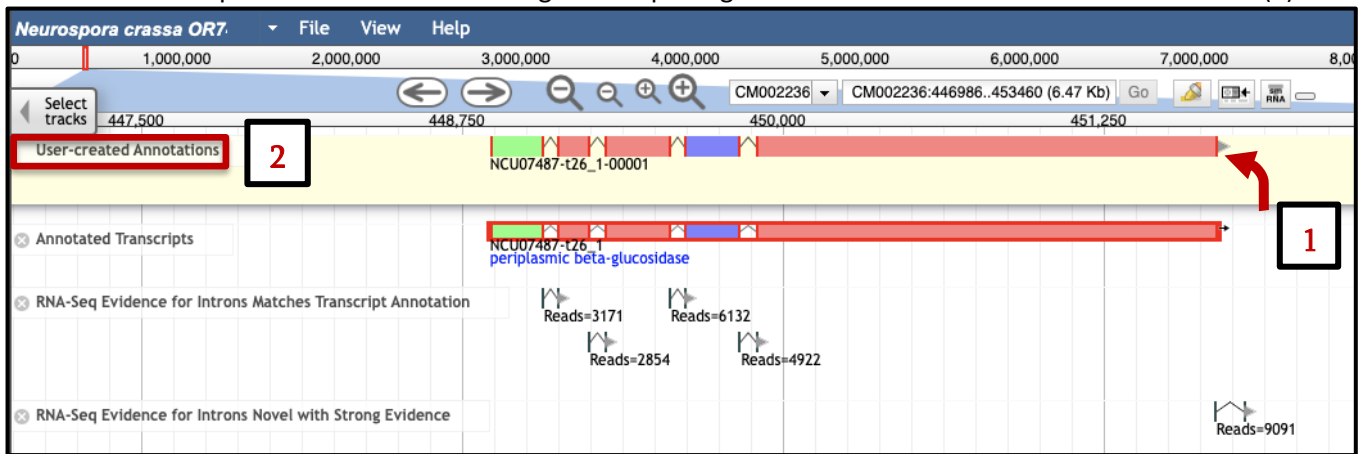 Neurospora crassa OR7 File View Help
0 1,000,000 2,000,000 3,000,000 4,000,000 5,000,000 6,000,000 7,000,000 8,00
CM002236 CM002236:446986..453460 (6.47 Kb) Go
RNA
Select
tracks 447,500 448,750 450,000 451,250
User-created Annotations 2
NCU07487-t26_1-00001
1
Annotated Transcripts
NCU07487-t26_1
periplasmic beta-glucosidase
RNA-Seq Evidence for Introns Matches Transcript Annotation
Reads=3171 Reads=6132
Reads=2854 Reads=4922
RNA-Seq Evidence for Introns Novel with Strong Evidence
Reads=9091